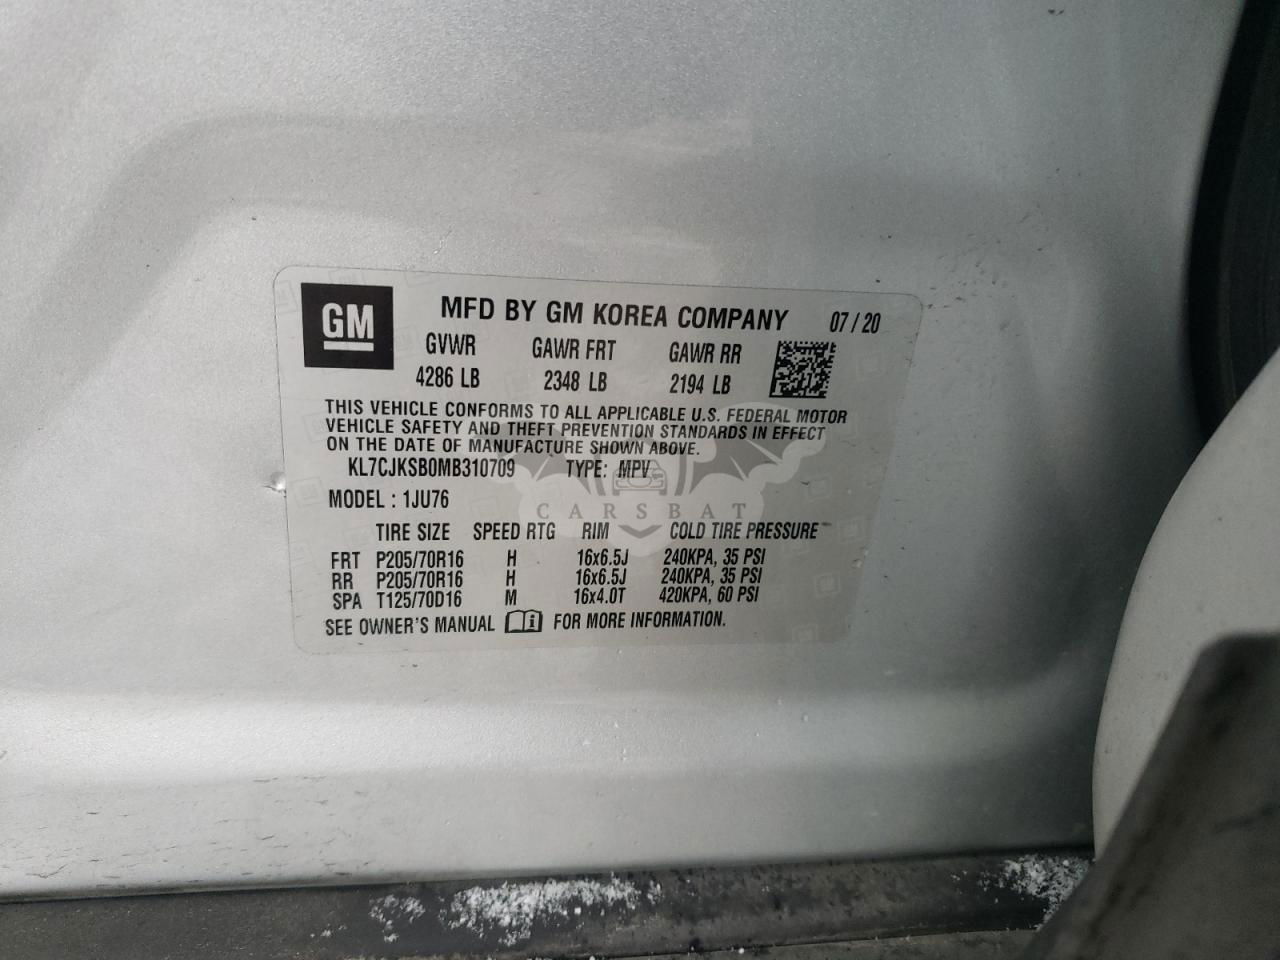 GM
MFD BY GM KOREA COMPANY 07/20
GVWR GAWR FRT GAWR RR
4286 LB 2348 LB 2194 LB
THIS VEHICLE CONFORMS TO ALL APPLICABLE U.S. FEDERAL MOTOR
VEHICLE SAFETY AND THEFT PREVENTION STANDARDS IN EFFECT
ON THE DATE OF MANUFACTURE SHOWN ABOVE.
KL7CJKSB0MB310709 TYPE: MPV
MODEL : 1JU76
CARSBAT
TIRE SIZE SPEED RTG RIM COLD TIRE PRESSURE
FRT P205/70R16 H 16x6.5J 240KPA, 35 PSI
RR P205/70R16 H 16x6.5J 240KPA, 35 PSI
SPA T125/70D16 M 16x4.0T 420KPA, 60 PSI
SEE OWNER'S MANUAL i FOR MORE INFORMATION.